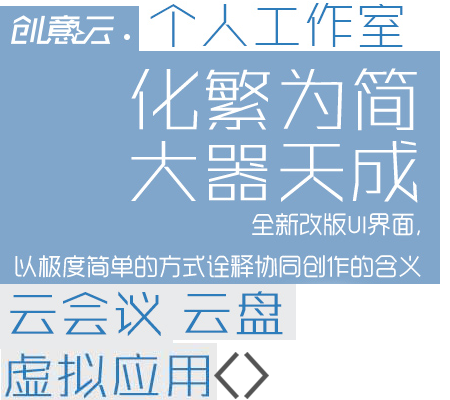 创意云·个人工作室
化繁为简
大器天成
全新改版UI界面,
以极度简单的方式诠释协同创作的含义
云会议 云盘
虚拟应用<>